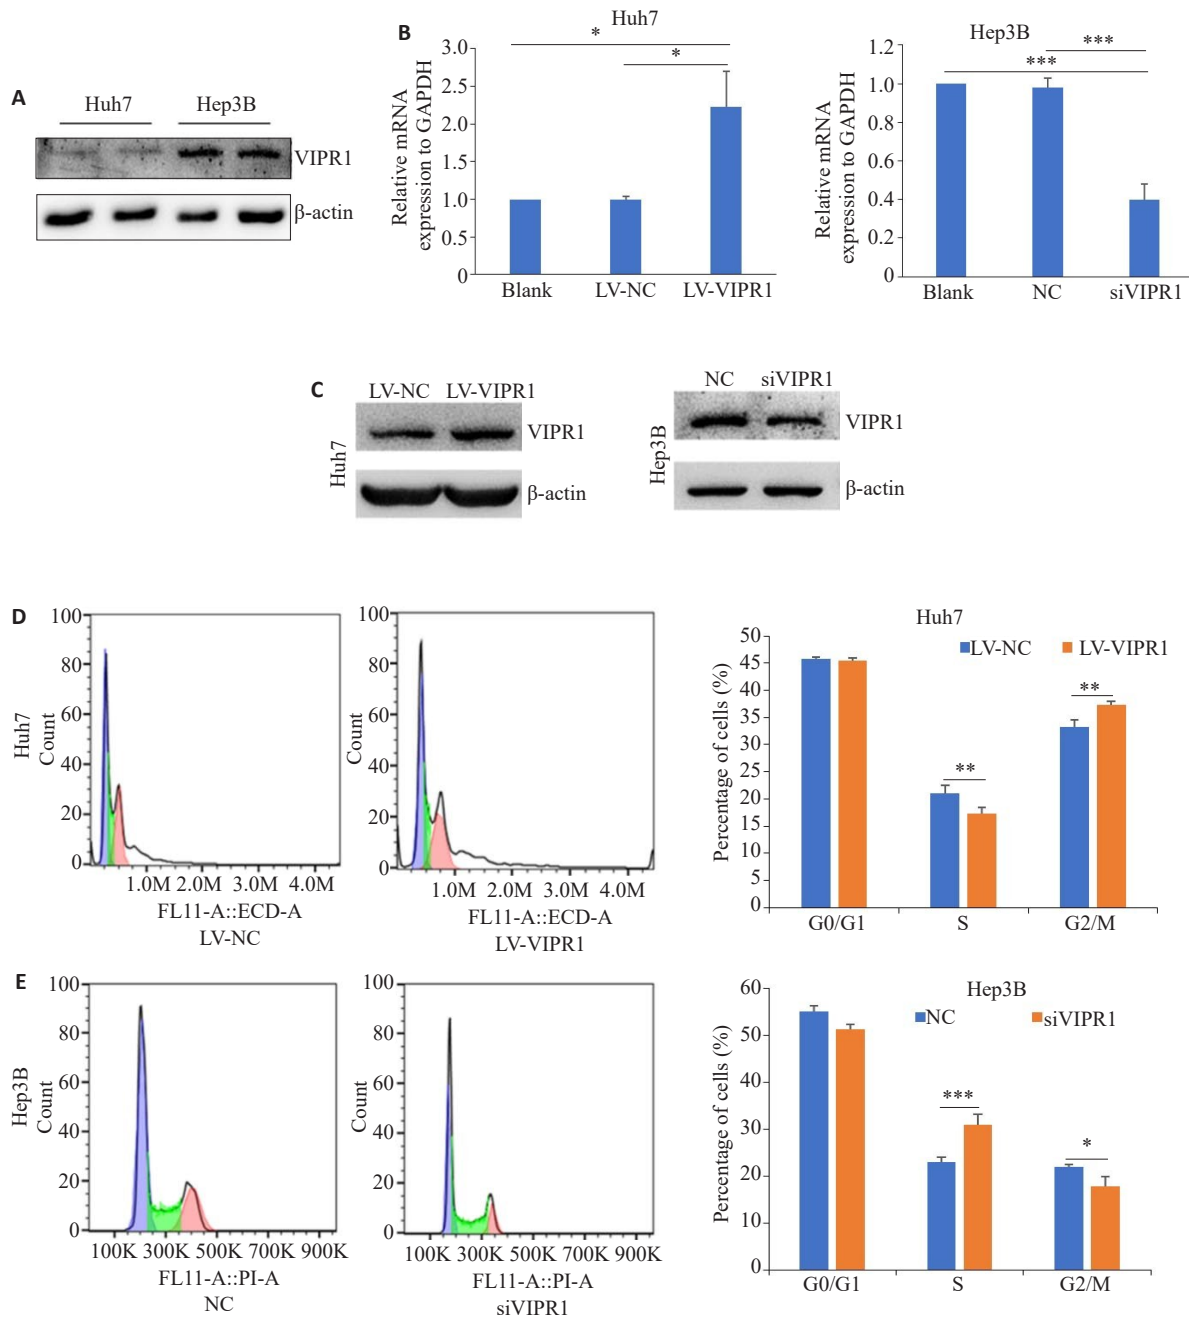 A
Huh7 Hep3B
VIPR1
β-actin
B
Huh7
Relative mRNA
expression to GAPDH
3.0
2.5
2.0
1.5
1.0
0.5
0
*
*
Blank LV-NC LV-VIPR1
Hep3B
Relative mRNA
expression to GAPDH
1.2
1.0
0.8
0.6
0.4
0.2
0
***
***
Blank NC siVIPR1
C
LV-NC LV-VIPR1
Huh7
VIPR1
β-actin
NC siVIPR1
Hep3B
VIPR1
β-actin
D
Huh7
Count
100
80
60
40
20
0
1.0M 2.0M 3.0M 4.0M
FL11-A::ECD-A
LV-NC
Count
100
80
60
40
20
0
1.0M 2.0M 3.0M 4.0M
FL11-A::ECD-A
LV-VIPR1
Huh7
LV-NC LV-VIPR1
Percentage of cells (%)
50
45
40
35
30
25
20
15
10
5
0
**
**
G0/G1 S G2/M
E
Hep3B
Count
100
80
60
40
20
0
100K 300K 500K 700K 900K
FL11-A::PI-A
NC
Count
100
80
60
40
20
0
100K 300K 500K 700K 900K
FL11-A::PI-A
siVIPR1
Hep3B
NC siVIPR1
Percentage of cells (%)
60
50
40
30
20
10
0
***
*
G0/G1 S G2/M